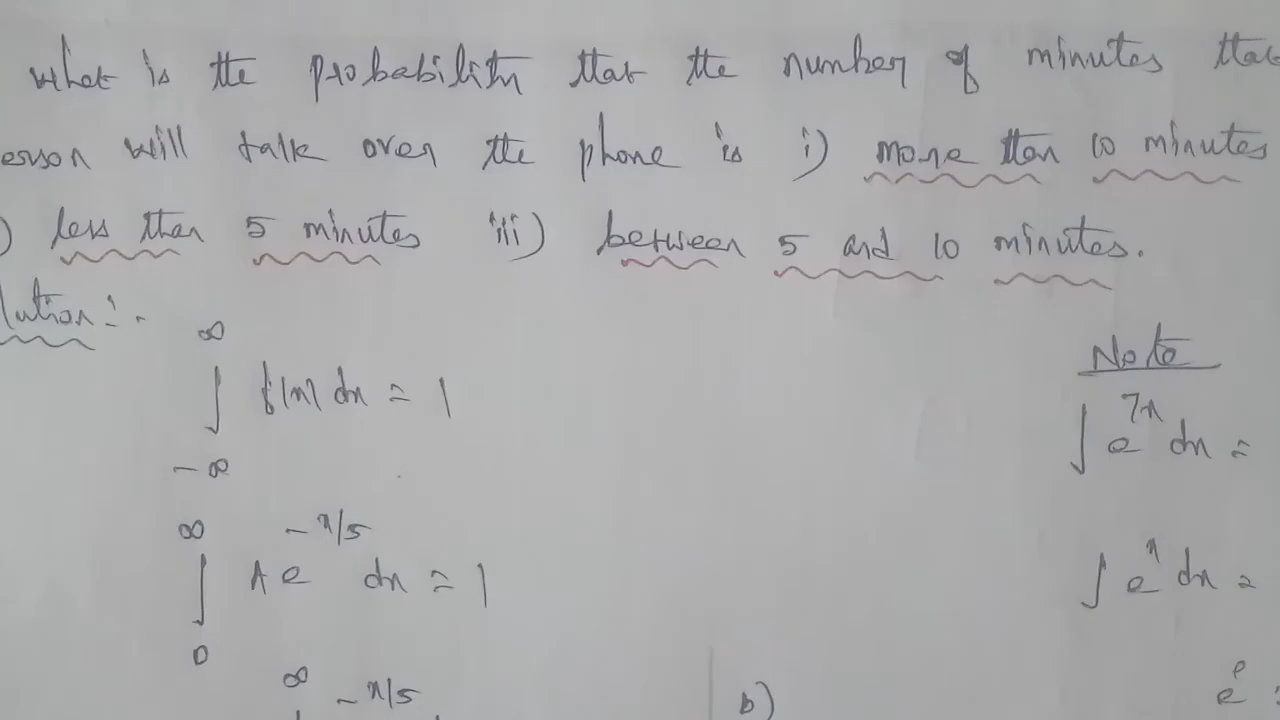 what is the probability that the number of minutes that
erson will talk over the phone is i) more than 10 minutes
) less than 5 minutes iii) between 5 and 10 minutes.
lution :-
∫_{-∞}^{∞} f(x) dx = 1
Note
∫ e^{7x} dx =
∫_{0}^{∞} A e^{-x/5} dx = 1
∫ e^{x} dx =
∞ -x/5
b)
e